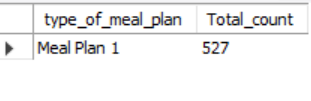 type_of_meal_plan Total_count
Meal Plan 1 527